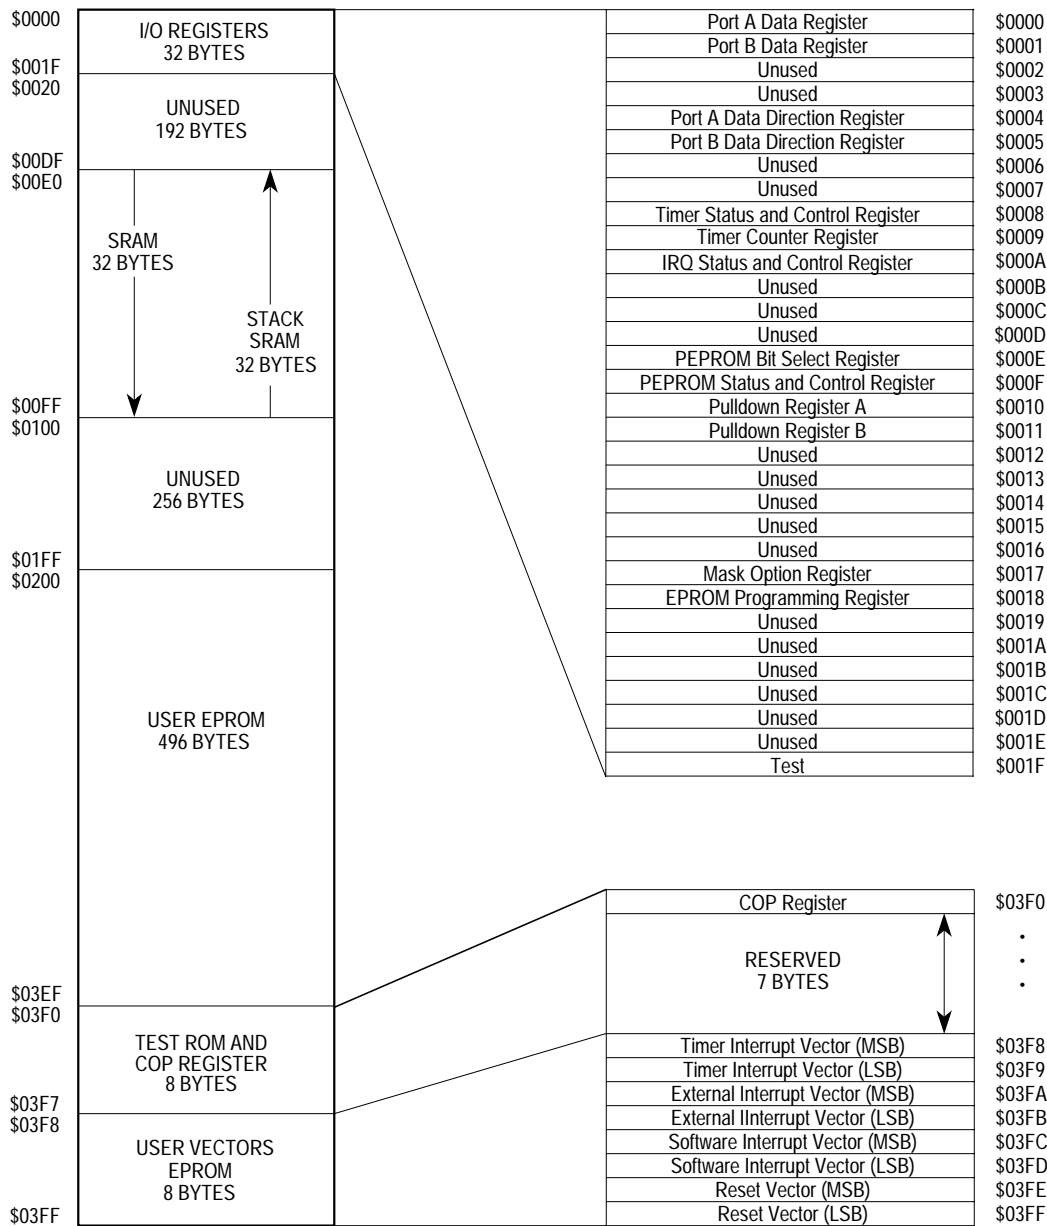 $0000
I/O REGISTERS
32 BYTES
$001F
$0020
UNUSED
192 BYTES
$00DF
$00E0
SRAM
32 BYTES
STACK
SRAM
32 BYTES
$00FF
$0100
UNUSED
256 BYTES
$01FF
$0200
USER EPROM
496 BYTES
$03EF
$03F0
TEST ROM AND
COP REGISTER
8 BYTES
$03F7
$03F8
USER VECTORS
EPROM
8 BYTES
$03FF
Port A Data Register $0000
Port B Data Register $0001
Unused $0002
Unused $0003
Port A Data Direction Register $0004
Port B Data Direction Register $0005
Unused $0006
Unused $0007
Timer Status and Control Register $0008
Timer Counter Register $0009
IRQ Status and Control Register $000A
Unused $000B
Unused $000C
Unused $000D
PEPROM Bit Select Register $000E
PEPROM Status and Control Register $000F
Pulldown Register A $0010
Pulldown Register B $0011
Unused $0012
Unused $0013
Unused $0014
Unused $0015
Unused $0016
Mask Option Register $0017
EPROM Programming Register $0018
Unused $0019
Unused $001A
Unused $001B
Unused $001C
Unused $001D
Unused $001E
Test $001F
COP Register $03F0
RESERVED
7 BYTES
Timer Interrupt Vector (MSB) $03F8
Timer Interrupt Vector (LSB) $03F9
External Interrupt Vector (MSB) $03FA
External IInterrupt Vector (LSB) $03FB
Software Interrupt Vector (MSB) $03FC
Software Interrupt Vector (LSB) $03FD
Reset Vector (MSB) $03FE
Reset Vector (LSB) $03FF